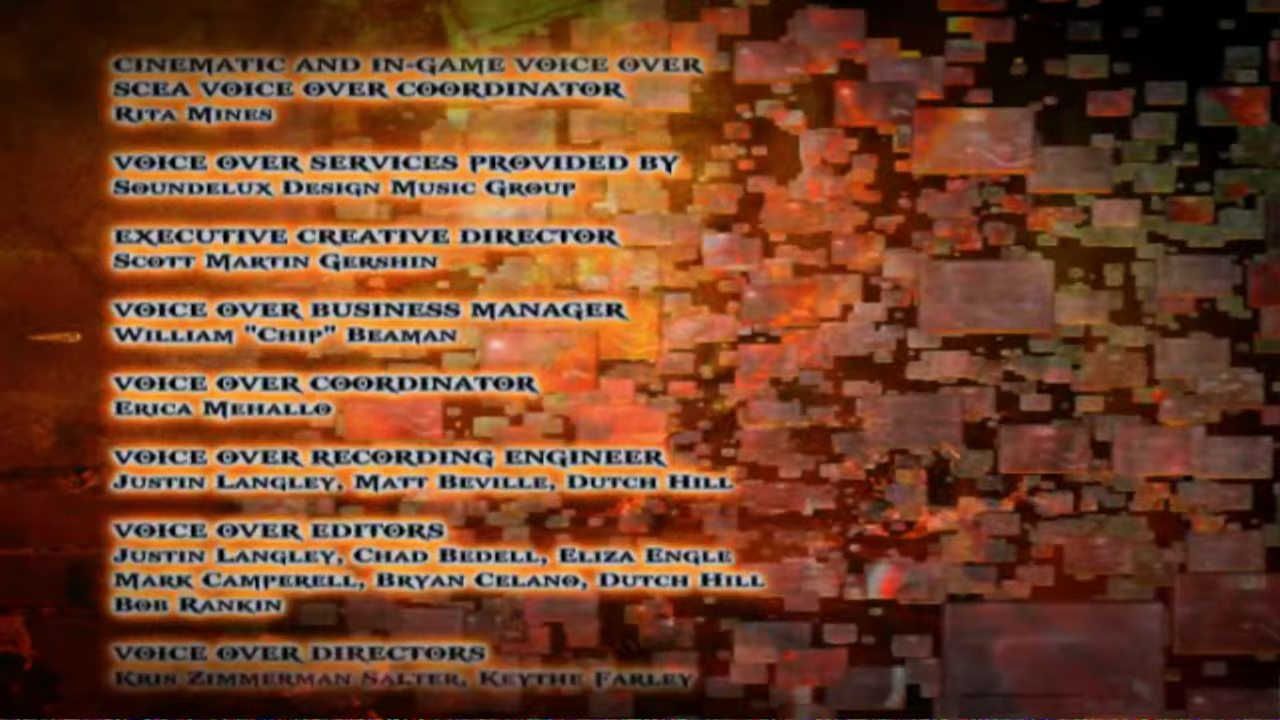 CINEMATIC AND IN-GAME VOICE OVER
SCEA VOICE OVER COORDINATOR
RITA MINES
VOICE OVER SERVICES PROVIDED BY
SOUNDELUX DESIGN MUSIC GROUP
EXECUTIVE CREATIVE DIRECTOR
SCOTT MARTIN GERSHIN
VOICE OVER BUSINESS MANAGER
WILLIAM "CHIP" BEAMAN
VOICE OVER COORDINATOR
ERICA MEHALLO
VOICE OVER RECORDING ENGINEER
JUSTIN LANGLEY, MATT BEVILLE, DUTCH HILL
VOICE OVER EDITORS
JUSTIN LANGLEY, CHAD BEDELL, ELIZA ENGLE
MARK CAMPERELL, BRYAN CELANO, DUTCH HILL
BOB RANKIN
VOICE OVER DIRECTORS
KRIS ZIMMERMAN SALTER, KEYTHE FARLEY